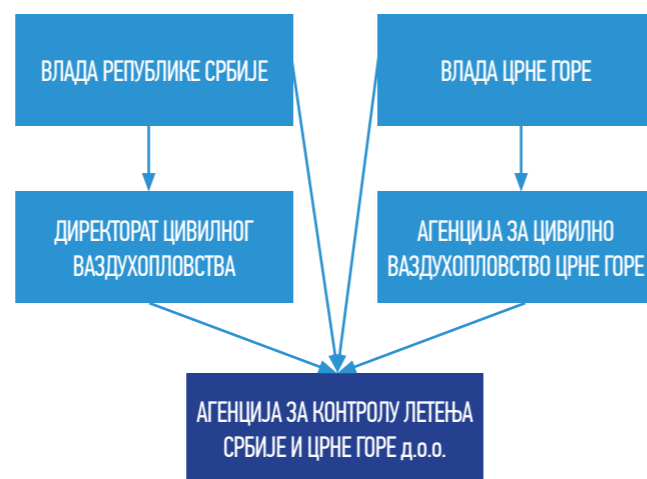 ВЛАДА РЕПУБЛИКЕ СРБИЈЕ
ВЛАДА ЦРНЕ ГОРЕ
ДИРЕКТОРАТ ЦИВИЛНОГ
ВАЗДУХОПЛОВСТВА
АГЕНЦИЈА ЗА ЦИВИЛНО
ВАЗДУХОПЛОВСТВО ЦРНЕ ГОРЕ
АГЕНЦИЈА ЗА КОНТРОЛУ ЛЕТЕЊА
СРБИЈЕ И ЦРНЕ ГОРЕ д.о.о.